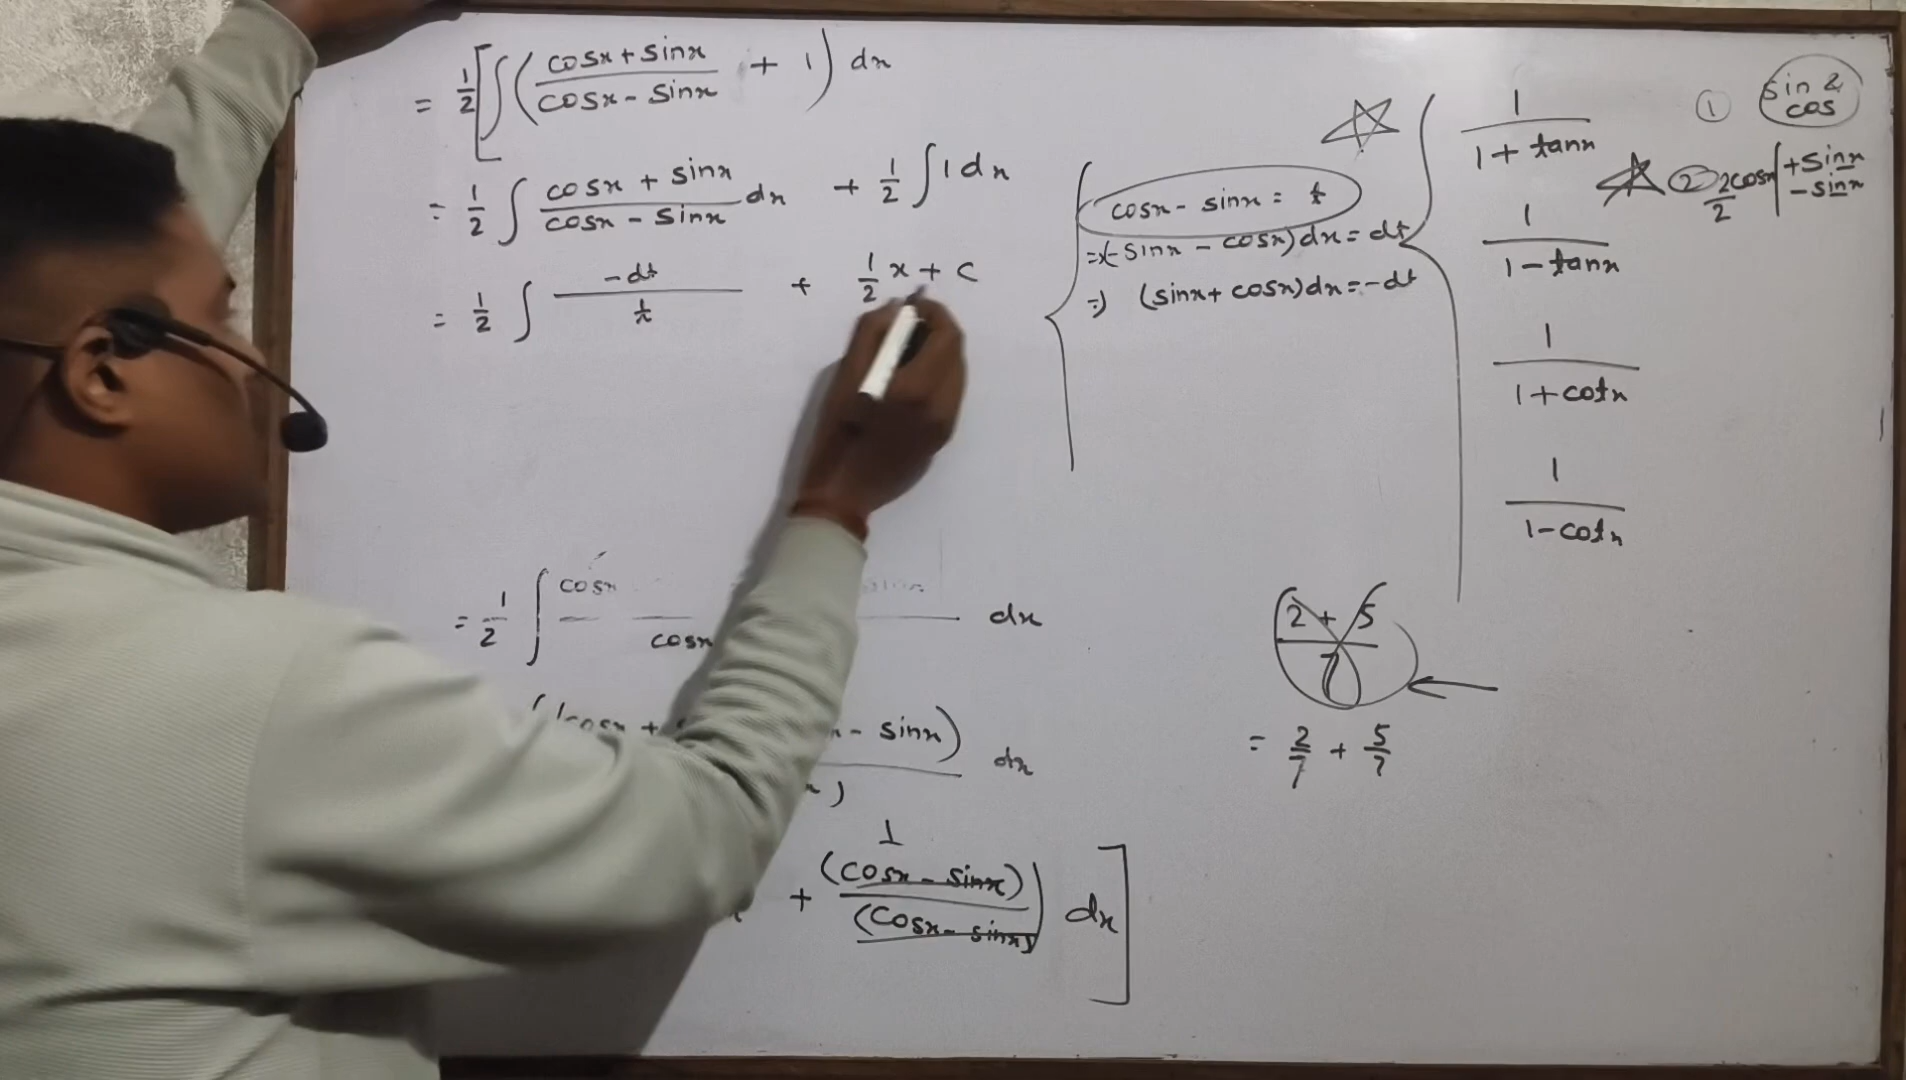 = 1/2 [ ∫ ( (cosx + sinx)/(cosx - sinx) + 1 ) dx
= 1/2 ∫ (cosx + sinx)/(cosx - sinx) dx + 1/2 ∫ 1 dx
= 1/2 ∫ -dt/t + 1/2 x + c
= 1/2 ∫ cosx
cosx
dx
- sinx)
dx
+ 1
(cosx - sinx)/(cosx - sinx) ) dx ]
cosx - sinx = t
=> (-sinx - cosx)dx = dt
=> (sinx + cosx)dx = -dt
1/(1 + tanx)
1/(1 - tanx)
1/(1 + cotx)
1/(1 - cotx)
① sin & cos
② 2cosx/2 | + sinx - sinx
(2 + 5)/7
= 2/7 + 5/7